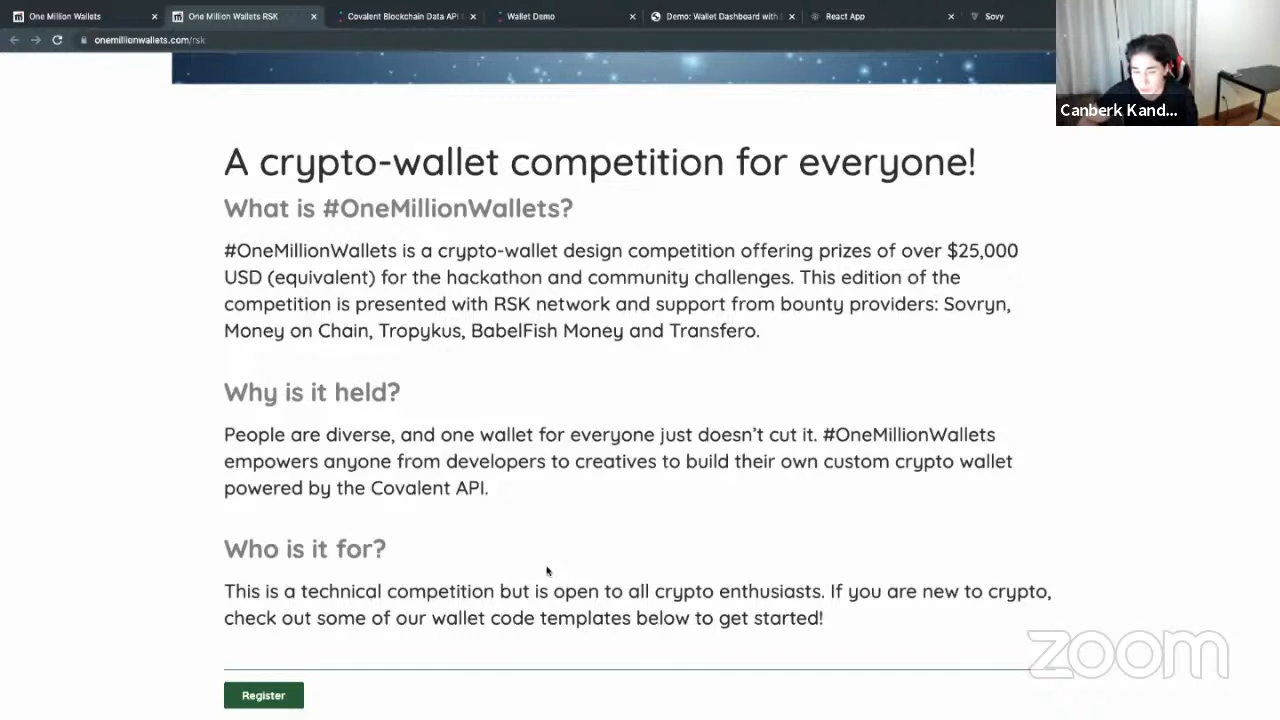 One Million Wallets
One Million Wallets RSK
Covalent Blockchain Data API
Wallet Demo
Demo: Wallet Dashboard with
React App
Sovy
onemillionwallets.com/rsk
Canberk Kand...
A crypto-wallet competition for everyone!
What is #OneMillionWallets?
#OneMillionWallets is a crypto-wallet design competition offering prizes of over $25,000
USD (equivalent) for the hackathon and community challenges. This edition of the
competition is presented with RSK network and support from bounty providers: Sovryn,
Money on Chain, Tropykus, BabelFish Money and Transfero.
Why is it held?
People are diverse, and one wallet for everyone just doesn’t cut it. #OneMillionWallets
empowers anyone from developers to creatives to build their own custom crypto wallet
powered by the Covalent API.
Who is it for?
This is a technical competition but is open to all crypto enthusiasts. If you are new to crypto,
check out some of our wallet code templates below to get started!
zoom
Register